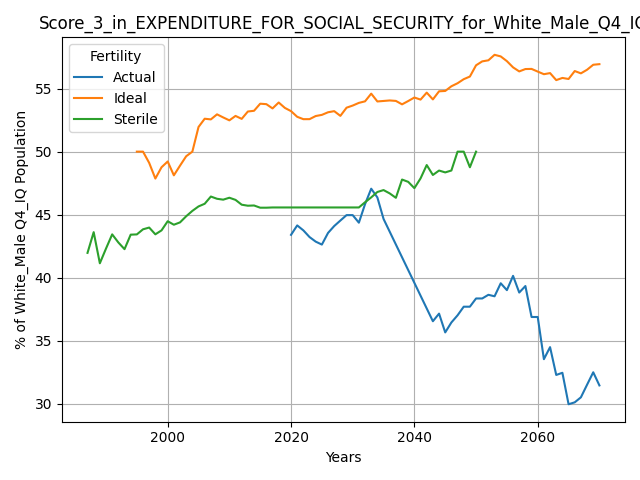 Score_3_in_EXPENDITURE_FOR_SOCIAL_SECURITY_for_White_Male_Q4_IQ
Fertility
Actual
Ideal
Sterile
% of White_Male Q4_IQ Population
55
50
45
40
35
30
2000
2020
2040
2060
Years